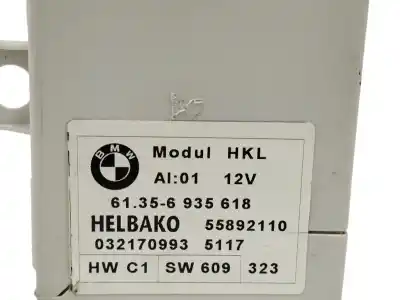 BMW
Modul HKL
AI:01 12V
61.35-6 935 618
HELBAKO 55892110
032170993 5117
HW C1 SW 609 323